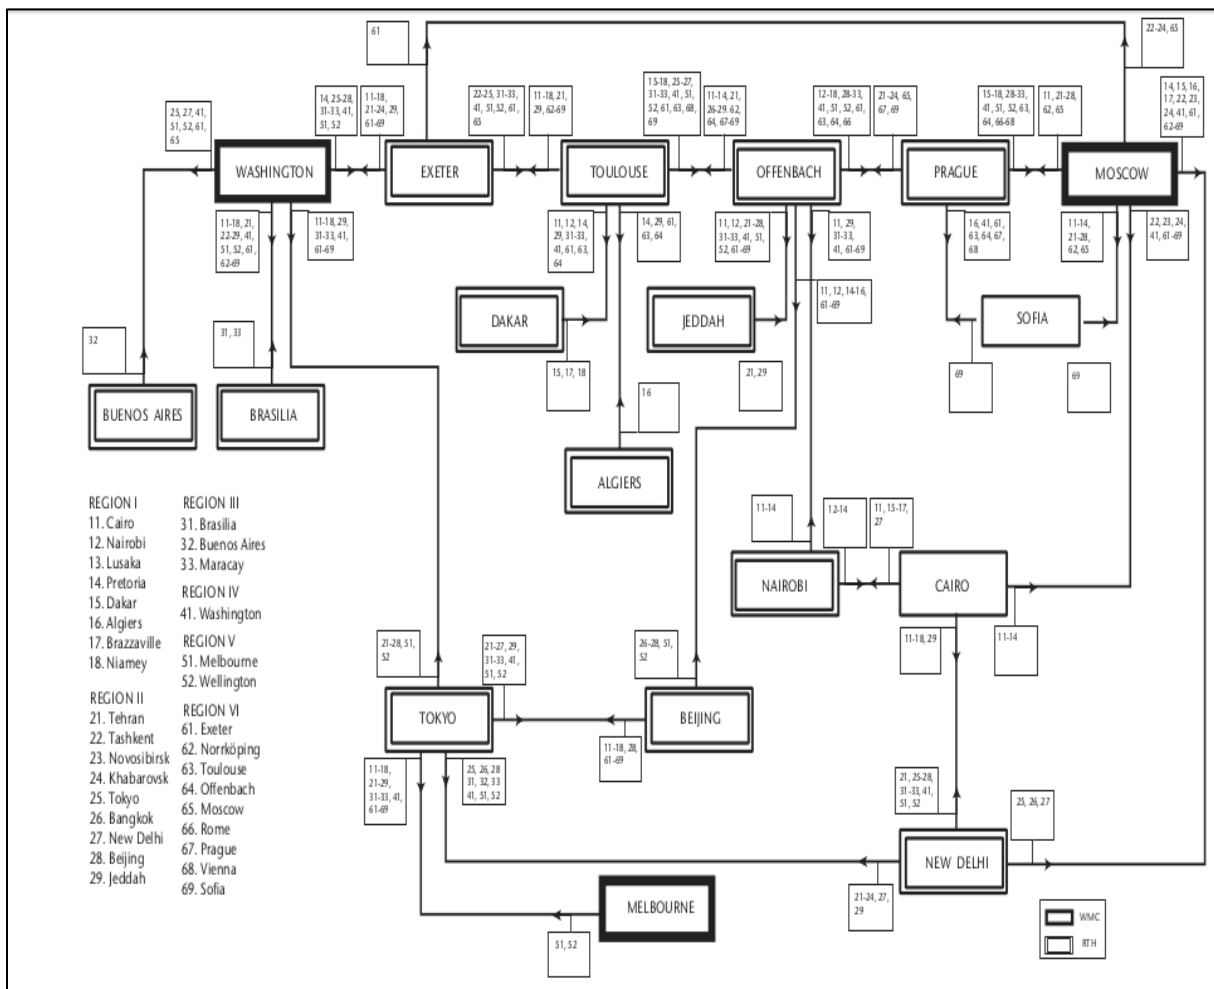 61
22-24, 65
25, 27, 41,
51, 52, 61,
65
14, 25-28,
31-33, 41,
51, 52
11-18,
21-24, 29,
61-69
22-25, 31-33,
41, 51, 52, 61,
65
11-18, 21,
29, 62-69
15-18, 25-27,
31-33, 41, 51,
52, 61, 63, 68,
69
11-14, 21,
26-29. 62,
64, 67-69
12-18, 28-33,
41, 51, 52, 61,
63, 64, 66
21-24, 65,
67, 69
15-18, 28-33,
41, 51, 52, 63,
64, 66-68
11, 21-28,
62, 65
14, 15, 16,
17, 22, 23,
24, 41, 61,
62-69
WASHINGTON
EXETER
TOULOUSE
OFFENBACH
PRAGUE
MOSCOW
11-18, 21,
22-29, 41,
51, 52, 61,
62-69
11-18, 29,
31-33, 41,
61-69
11, 12, 14,
29, 31-33,
41, 61, 63,
64
14, 29, 61,
63, 64
11, 12, 21-28,
31-33, 41, 51,
52, 61-69
11, 29,
31-33,
41, 61-69
16, 41, 61,
63, 64, 67,
68
11-14,
21-28,
62, 65
22, 23, 24,
41, 61-69
11, 12, 14-16,
61-69
DAKAR
JEDDAH
SOFIA
32
31, 33
15, 17, 18
21, 29
69
69
16
BUENOS AIRES
BRASILIA
ALGIERS
REGION I
11. Cairo
12. Nairobi
13. Lusaka
14. Pretoria
15. Dakar
16. Algiers
17. Brazzaville
18. Niamey
REGION II
21. Tehran
22. Tashkent
23. Novosibirsk
24. Khabarovsk
25. Tokyo
26. Bangkok
27. New Delhi
28. Beijing
29. Jeddah
REGION III
31. Brasilia
32. Buenos Aires
33. Maracay
REGION IV
41. Washington
REGION V
51. Melbourne
52. Wellington
REGION VI
61. Exeter
62. Norrköping
63. Toulouse
64. Offenbach
65. Moscow
66. Rome
67. Prague
68. Vienna
69. Sofia
11-14
12-14
11, 15-17,
27
NAIROBI
CAIRO
11-18, 29
11-14
21-28, 51,
52
21-27, 29,
31-33, 41,
51, 52
26-28, 51,
52
TOKYO
BEIJING
11-18, 28,
61-69
11-18,
21-29,
31-33, 41,
61-69
25, 26, 28
31, 32, 33
41, 51, 52
21, 25-28,
31-33, 41,
51, 52
25, 26, 27
NEW DELHI
21-24, 27,
29
MELBOURNE
51, 52
WMC
RTH